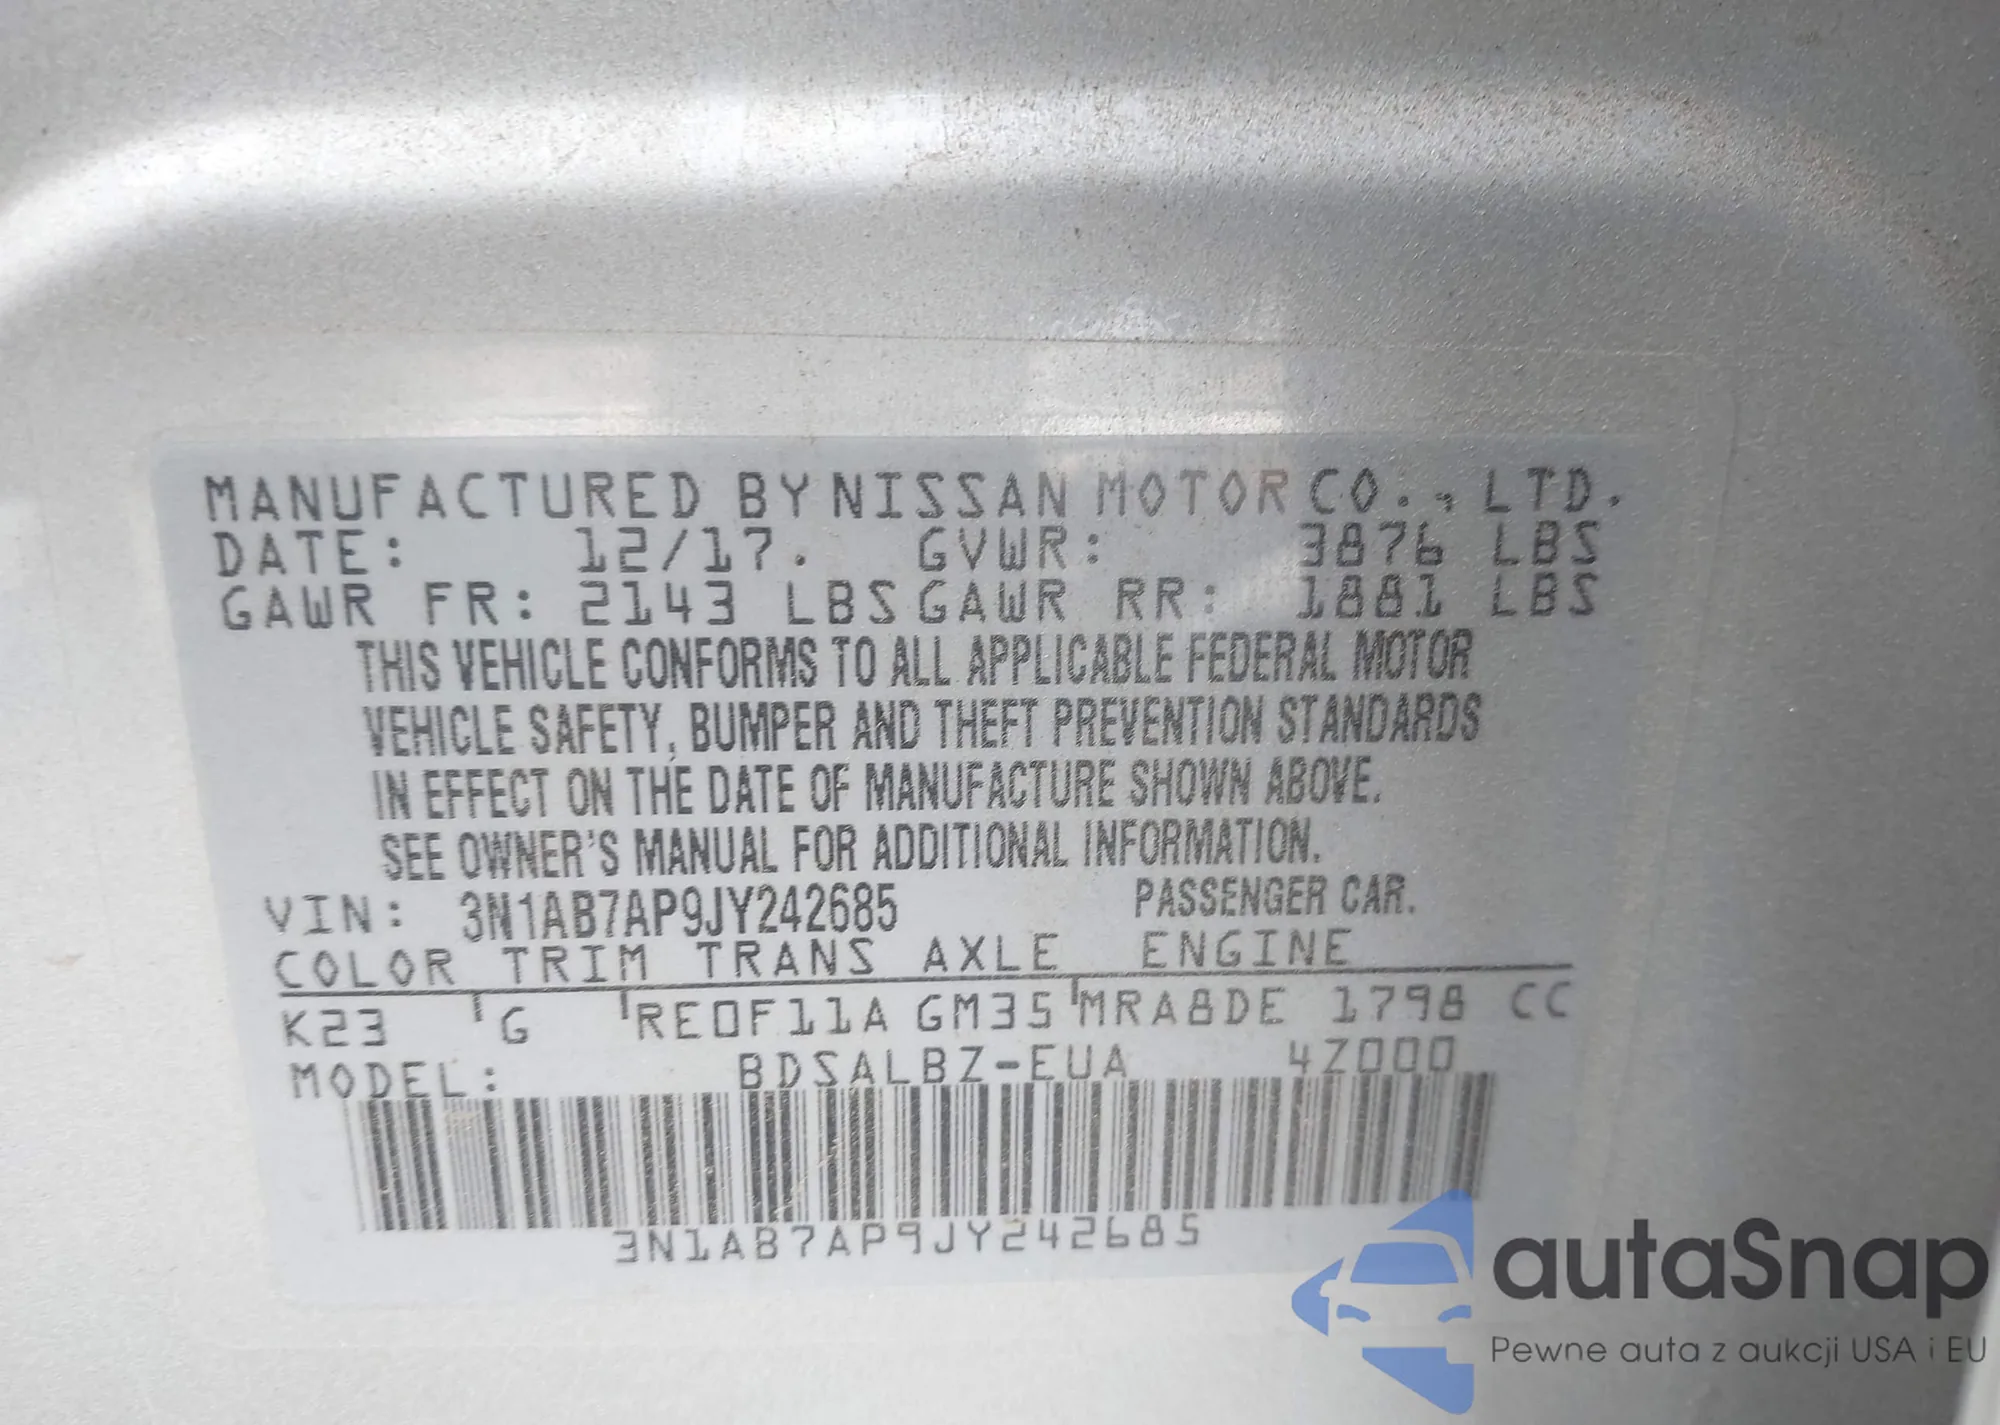 MANUFACTURED BY NISSAN MOTOR CO., LTD.
DATE: 12/17. GVWR: 3876 LBS
GAWR FR: 2143 LBS GAWR RR: 1881 LBS
THIS VEHICLE CONFORMS TO ALL APPLICABLE FEDERAL MOTOR
VEHICLE SAFETY, BUMPER AND THEFT PREVENTION STANDARDS
IN EFFECT ON THE DATE OF MANUFACTURE SHOWN ABOVE.
SEE OWNER'S MANUAL FOR ADDITIONAL INFORMATION.
VIN: 3N1AB7AP9JY242685 PASSENGER CAR.
COLOR TRIM TRANS AXLE ENGINE
K23 G RE0F11A GM35 MRA8DE 1798 CC
MODEL: BDSALBZ-EUA 4Z000
3N1AB7AP9JY242685
autaSnap
Pewne auta z aukcji USA i EU